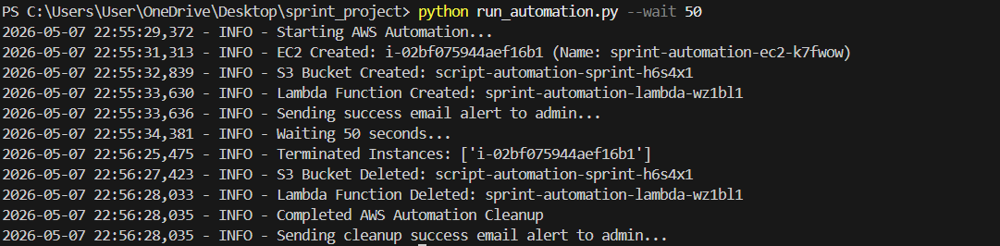 PS C:\Users\User\OneDrive\Desktop\sprint_project> python run_automation.py --wait 50
2026-05-07 22:55:29,372 - INFO - Starting AWS Automation...
2026-05-07 22:55:31,313 - INFO - EC2 Created: i-02bf075944aef16b1 (Name: sprint-automation-ec2-k7fwow)
2026-05-07 22:55:32,839 - INFO - S3 Bucket Created: script-automation-sprint-h6s4x1
2026-05-07 22:55:33,630 - INFO - Lambda Function Created: sprint-automation-lambda-wz1bl1
2026-05-07 22:55:33,636 - INFO - Sending success email alert to admin...
2026-05-07 22:55:34,381 - INFO - Waiting 50 seconds...
2026-05-07 22:56:25,475 - INFO - Terminated Instances: ['i-02bf075944aef16b1']
2026-05-07 22:56:27,423 - INFO - S3 Bucket Deleted: script-automation-sprint-h6s4x1
2026-05-07 22:56:28,033 - INFO - Lambda Function Deleted: sprint-automation-lambda-wz1bl1
2026-05-07 22:56:28,035 - INFO - Completed AWS Automation Cleanup
2026-05-07 22:56:28,035 - INFO - Sending cleanup success email alert to admin...